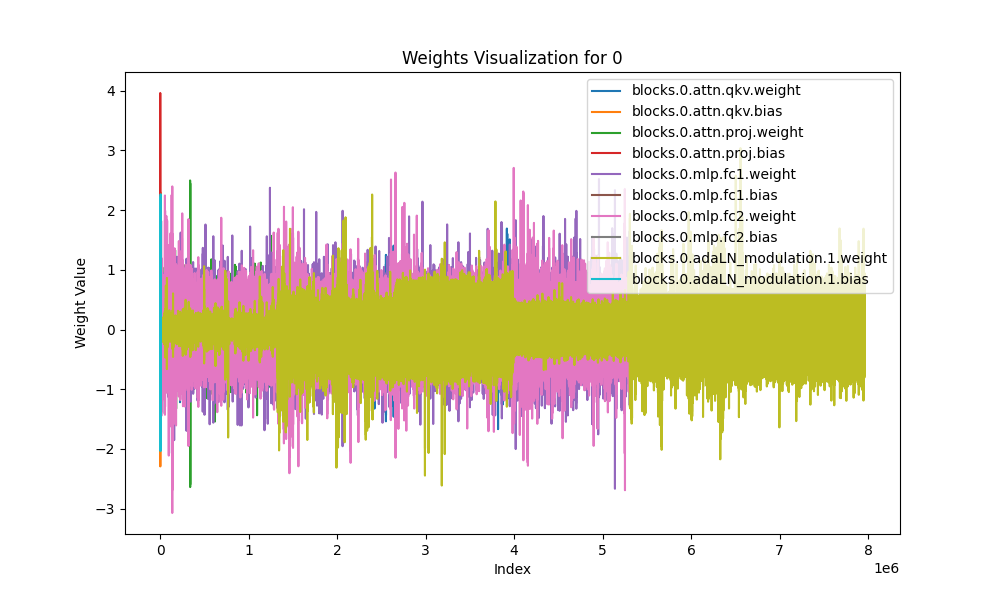 Weights Visualization for 0
blocks.0.attn.qkv.weight
blocks.0.attn.qkv.bias
blocks.0.attn.proj.weight
blocks.0.attn.proj.bias
blocks.0.mlp.fc1.weight
blocks.0.mlp.fc1.bias
blocks.0.mlp.fc2.weight
blocks.0.mlp.fc2.bias
blocks.0.adaLN_modulation.1.weight
blocks.0.adaLN_modulation.1.bias
Weight Value
4
3
2
1
0
−1
−2
−3
0 1 2 3 4 5 6 7 8
1e6
Index